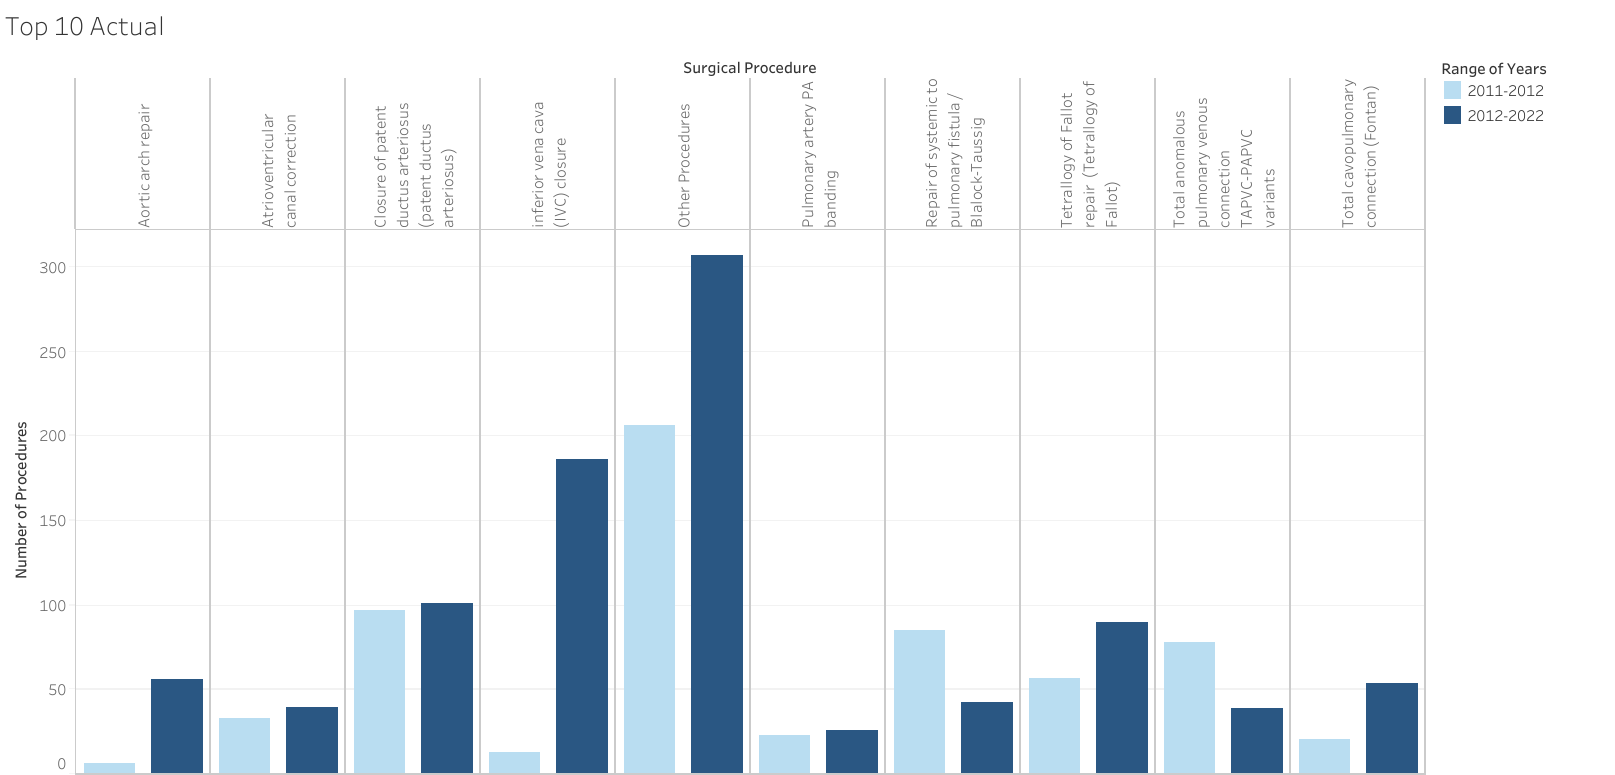 Top 10 Actual
Surgical Procedure
Aortic arch repair
Atrioventricular
canal correction
Closure of patent
ductus arteriosus
(patent ductus
arteriosus)
inferior vena cava
(IVC) closure
Other Procedures
Pulmonary artery PA
banding
Repair of systemic to
pulmonary fistula /
Blalock-Taussig
Tetrallogy of Fallot
repair (Tetrallogy of
Fallot)
Total anomalous
pulmonary venous
connection
TAPVC-PAPVC
variants
Total cavopulmonary
connection (Fontan)
Range of Years
2011-2012
2012-2022
Number of Procedures
300
250
200
150
100
50
0